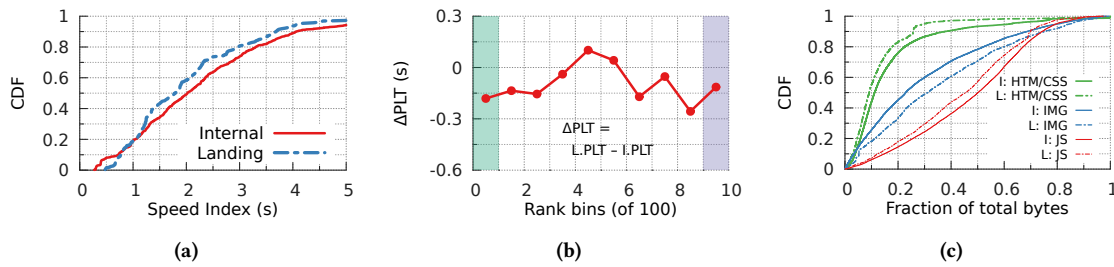 1
0.8
0.6
0.4
0.2
0
CDF
Internal
Landing
0 1 2 3 4 5
Speed Index (s)
(a)
0.3
0
-0.3
-0.6
ΔPLT (s)
ΔPLT =
L.PLT – I.PLT
0 2 4 6 8 10
Rank bins (of 100)
(b)
1
0.8
0.6
0.4
0.2
0
CDF
I: HTM/CSS
L: HTM/CSS
I: IMG
L: IMG
I: JS
L: JS
0 0.2 0.4 0.6 0.8 1
Fraction of total bytes
(c)